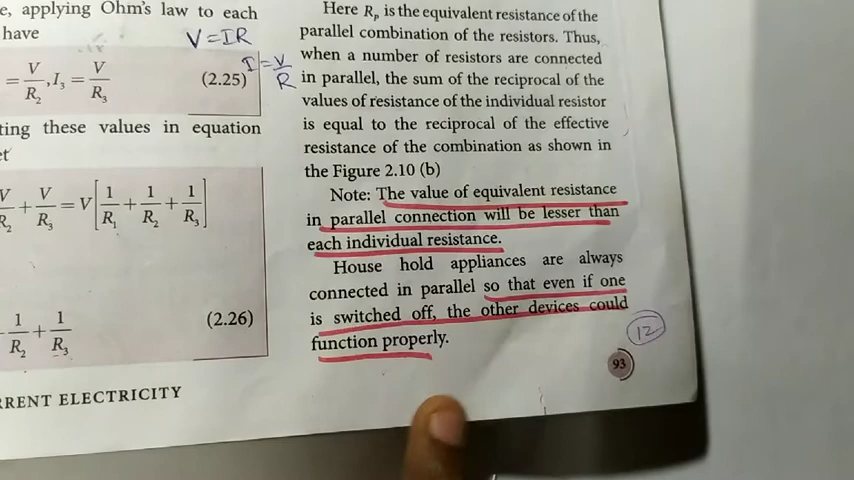 e, applying Ohm's law to each
have
V=IR
= V/R₂, I₃ = V/R₃ (2.25)
I=V/R
ting these values in equation
et
V/R₂ + V/R₃ = V[1/R₁ + 1/R₂ + 1/R₃]
1/R₂ + 1/R₃ (2.26)
RRENT ELECTRICITY
Here Rₚ is the equivalent resistance of the
parallel combination of the resistors. Thus,
when a number of resistors are connected
in parallel, the sum of the reciprocal of the
values of resistance of the individual resistor
is equal to the reciprocal of the effective
resistance of the combination as shown in
the Figure 2.10 (b)
Note: The value of equivalent resistance
in parallel connection will be lesser than
each individual resistance.
House hold appliances are always
connected in parallel so that even if one
is switched off, the other devices could
function properly.
12
93